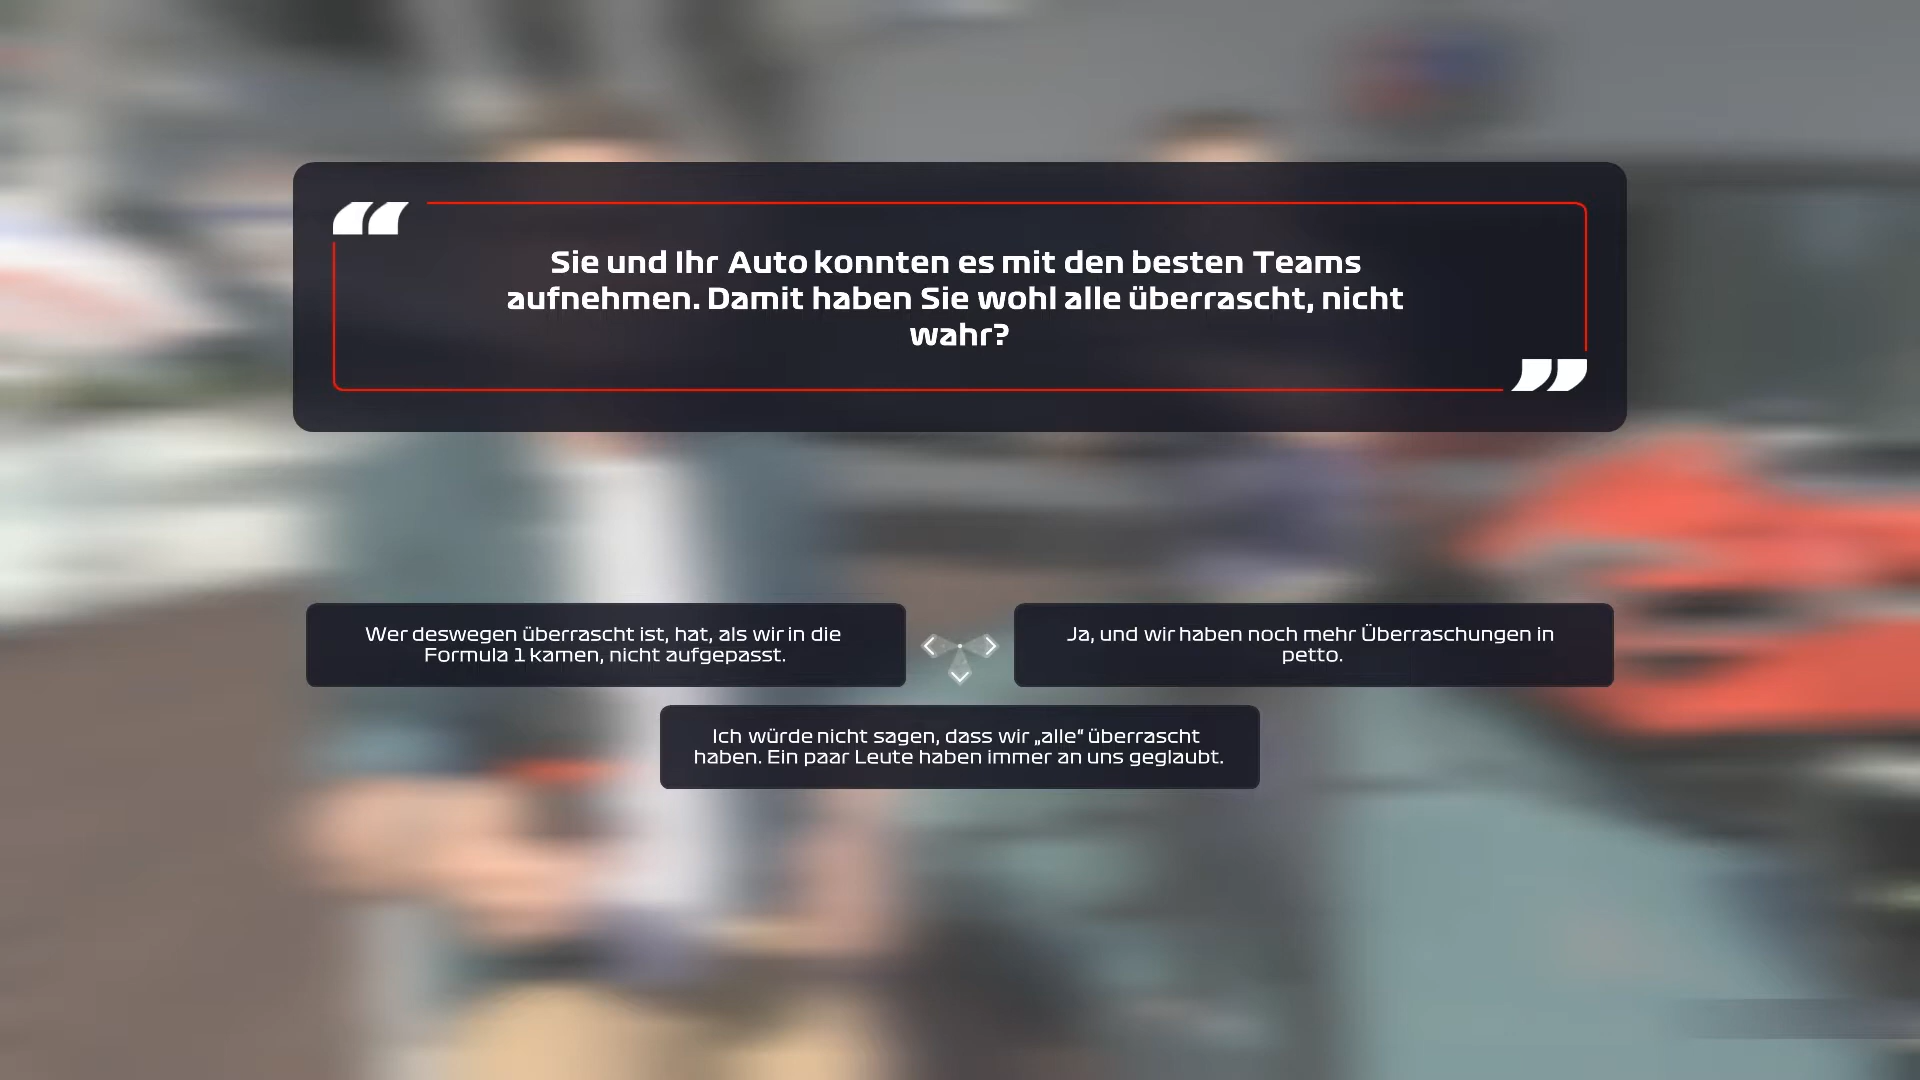 Sie und Ihr Auto konnten es mit den besten Teams
aufnehmen. Damit haben Sie wohl alle überrascht, nicht
wahr?
Wer deswegen überrascht ist, hat, als wir in die
Formula 1 kamen, nicht aufgepasst.
Ja, und wir haben noch mehr Überraschungen in
petto.
Ich würde nicht sagen, dass wir „alle“ überrascht
haben. Ein paar Leute haben immer an uns geglaubt.